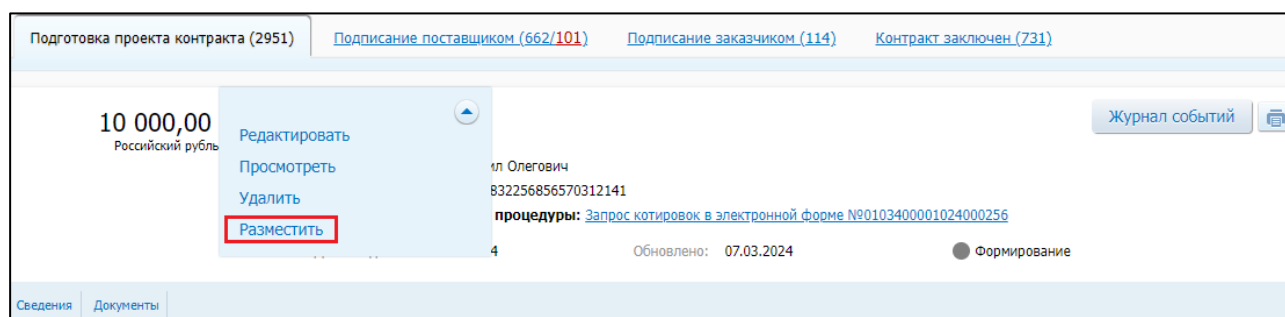 Подготовка проекта контракта (2951) Подписание поставщиком (662/101) Подписание заказчиком (114) Контракт заключен (731)
10 000,00
Российский рубль
Редактировать
Просмотреть
Удалить
Разместить
Журнал событий
Олегович
832256856570312141
процедуры: Запрос котировок в электронной форме №0103400001024000256
4 Обновлено: 07.03.2024 Формирование
Сведения Документы